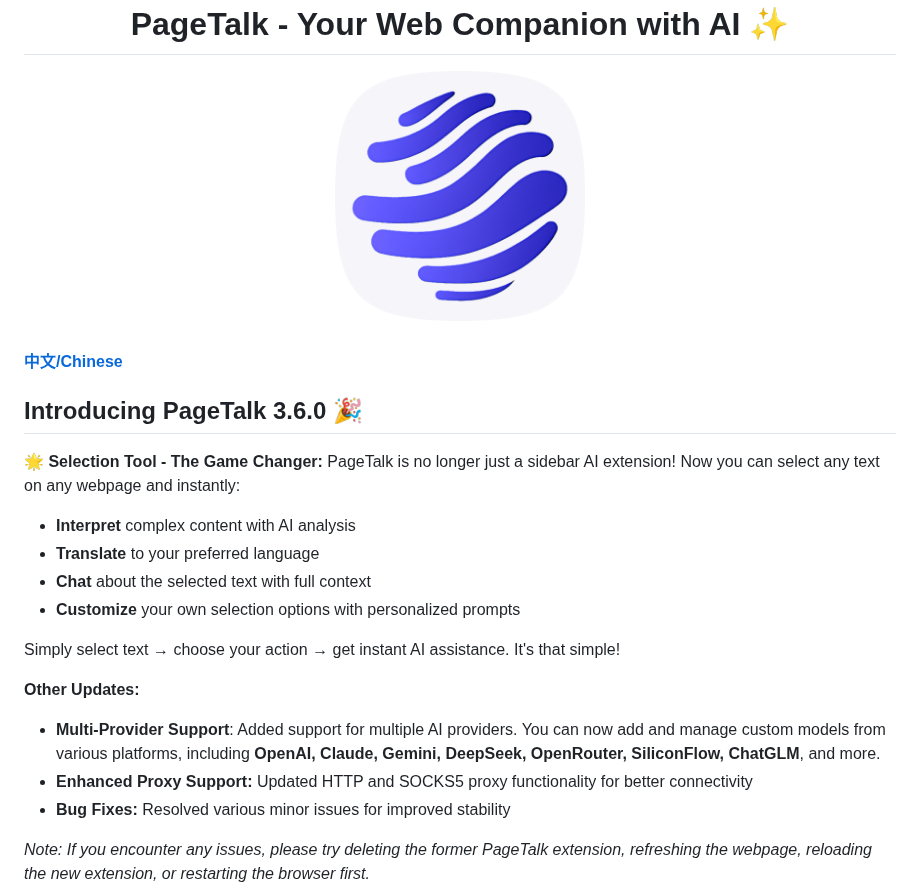 PageTalk - Your Web Companion with AI ✨
中文/Chinese
Introducing PageTalk 3.6.0 🎉
🌟 Selection Tool - The Game Changer: PageTalk is no longer just a sidebar AI extension! Now you can select any text
on any webpage and instantly:
• Interpret complex content with AI analysis
• Translate to your preferred language
• Chat about the selected text with full context
• Customize your own selection options with personalized prompts
Simply select text → choose your action → get instant AI assistance. It's that simple!
Other Updates:
• Multi-Provider Support: Added support for multiple AI providers. You can now add and manage custom models from
various platforms, including OpenAI, Claude, Gemini, DeepSeek, OpenRouter, SiliconFlow, ChatGLM, and more.
• Enhanced Proxy Support: Updated HTTP and SOCKS5 proxy functionality for better connectivity
• Bug Fixes: Resolved various minor issues for improved stability
Note: If you encounter any issues, please try deleting the former PageTalk extension, refreshing the webpage, reloading
the new extension, or restarting the browser first.